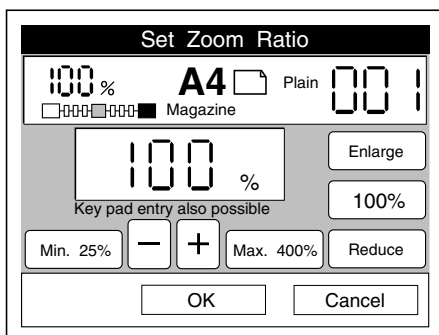 Set Zoom Ratio
100 % A4 Plain 001
Magazine
100 % Enlarge
Key pad entry also possible 100%
Min. 25% − + Max. 400% Reduce
OK Cancel